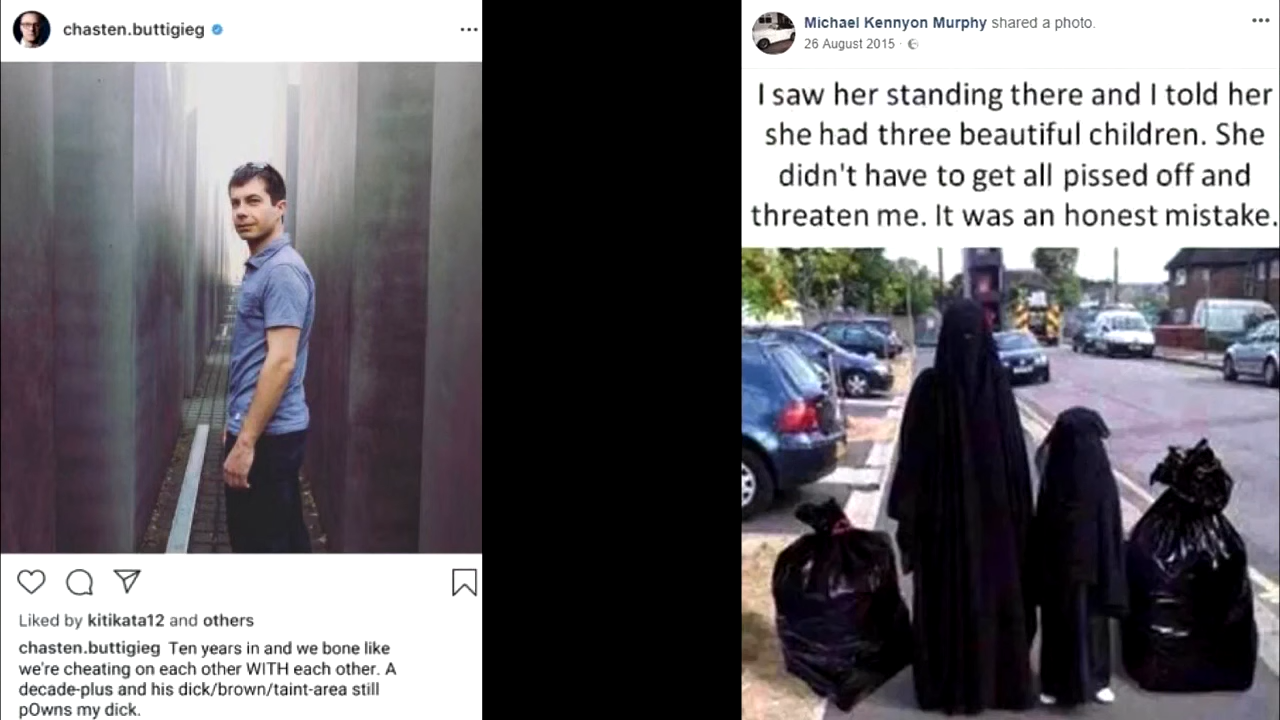 chasten.buttigieg
Liked by kitikata12 and others
chasten.buttigieg Ten years in and we bone like
we're cheating on each other WITH each other. A
decade-plus and his dick/brown/taint-area still
pOwns my dick.
Michael Kennyon Murphy shared a photo.
26 August 2015 ·
I saw her standing there and I told her
she had three beautiful children. She
didn't have to get all pissed off and
threaten me. It was an honest mistake.